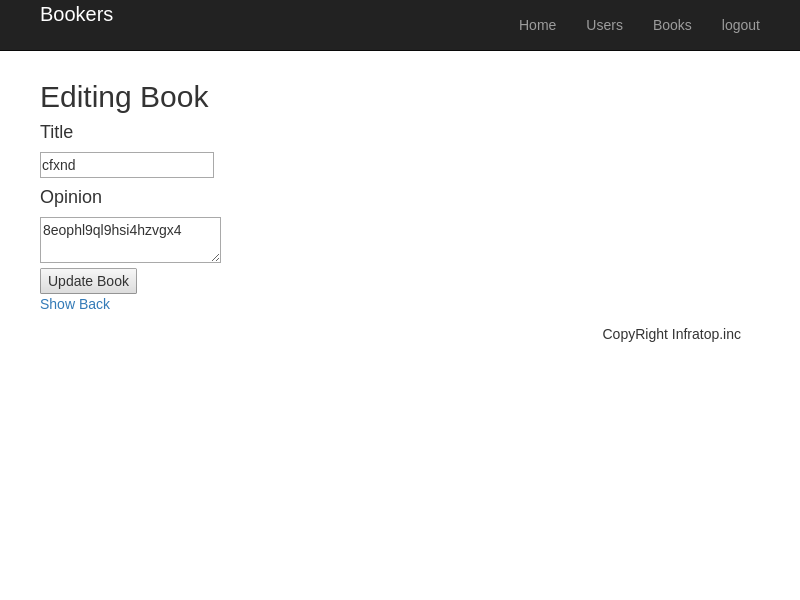 Bookers
Home Users Books logout
Editing Book
Title
cfxnd
Opinion
8eophl9ql9hsi4hzvgx4
Update Book
Show Back
CopyRight Infratop.inc